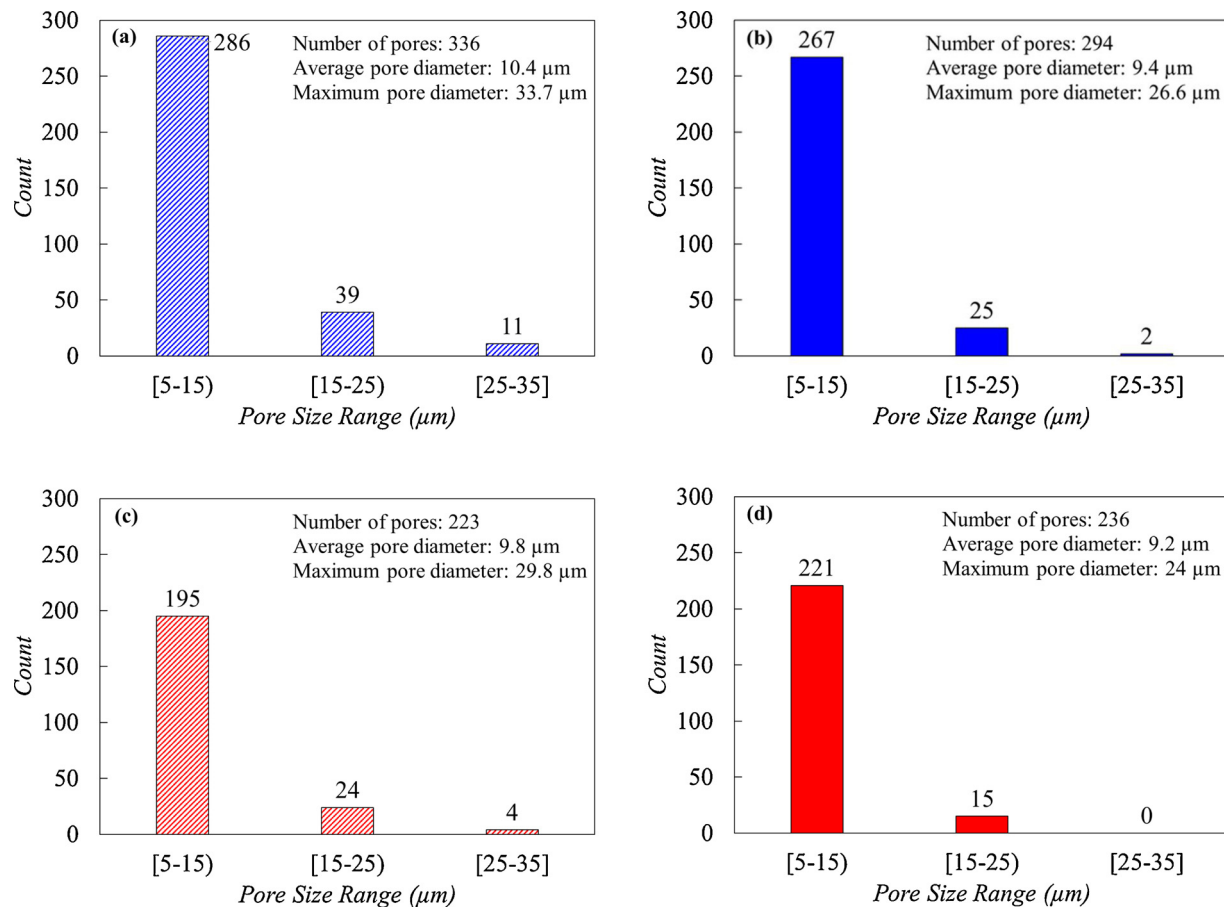 (a)
Number of pores: 336
Average pore diameter: 10.4 µm
Maximum pore diameter: 33.7 µm
300
250
200
150
100
50
0
Count
286
39
11
[5-15) [15-25) [25-35]
Pore Size Range (µm)
(b)
Number of pores: 294
Average pore diameter: 9.4 µm
Maximum pore diameter: 26.6 µm
300
250
200
150
100
50
0
Count
267
25
2
[5-15) [15-25) [25-35]
Pore Size Range (µm)
(c)
Number of pores: 223
Average pore diameter: 9.8 µm
Maximum pore diameter: 29.8 µm
300
250
200
150
100
50
0
Count
195
24
4
[5-15) [15-25) [25-35]
Pore Size Range (µm)
(d)
Number of pores: 236
Average pore diameter: 9.2 µm
Maximum pore diameter: 24 µm
300
250
200
150
100
50
0
Count
221
15
0
[5-15) [15-25) [25-35]
Pore Size Range (µm)